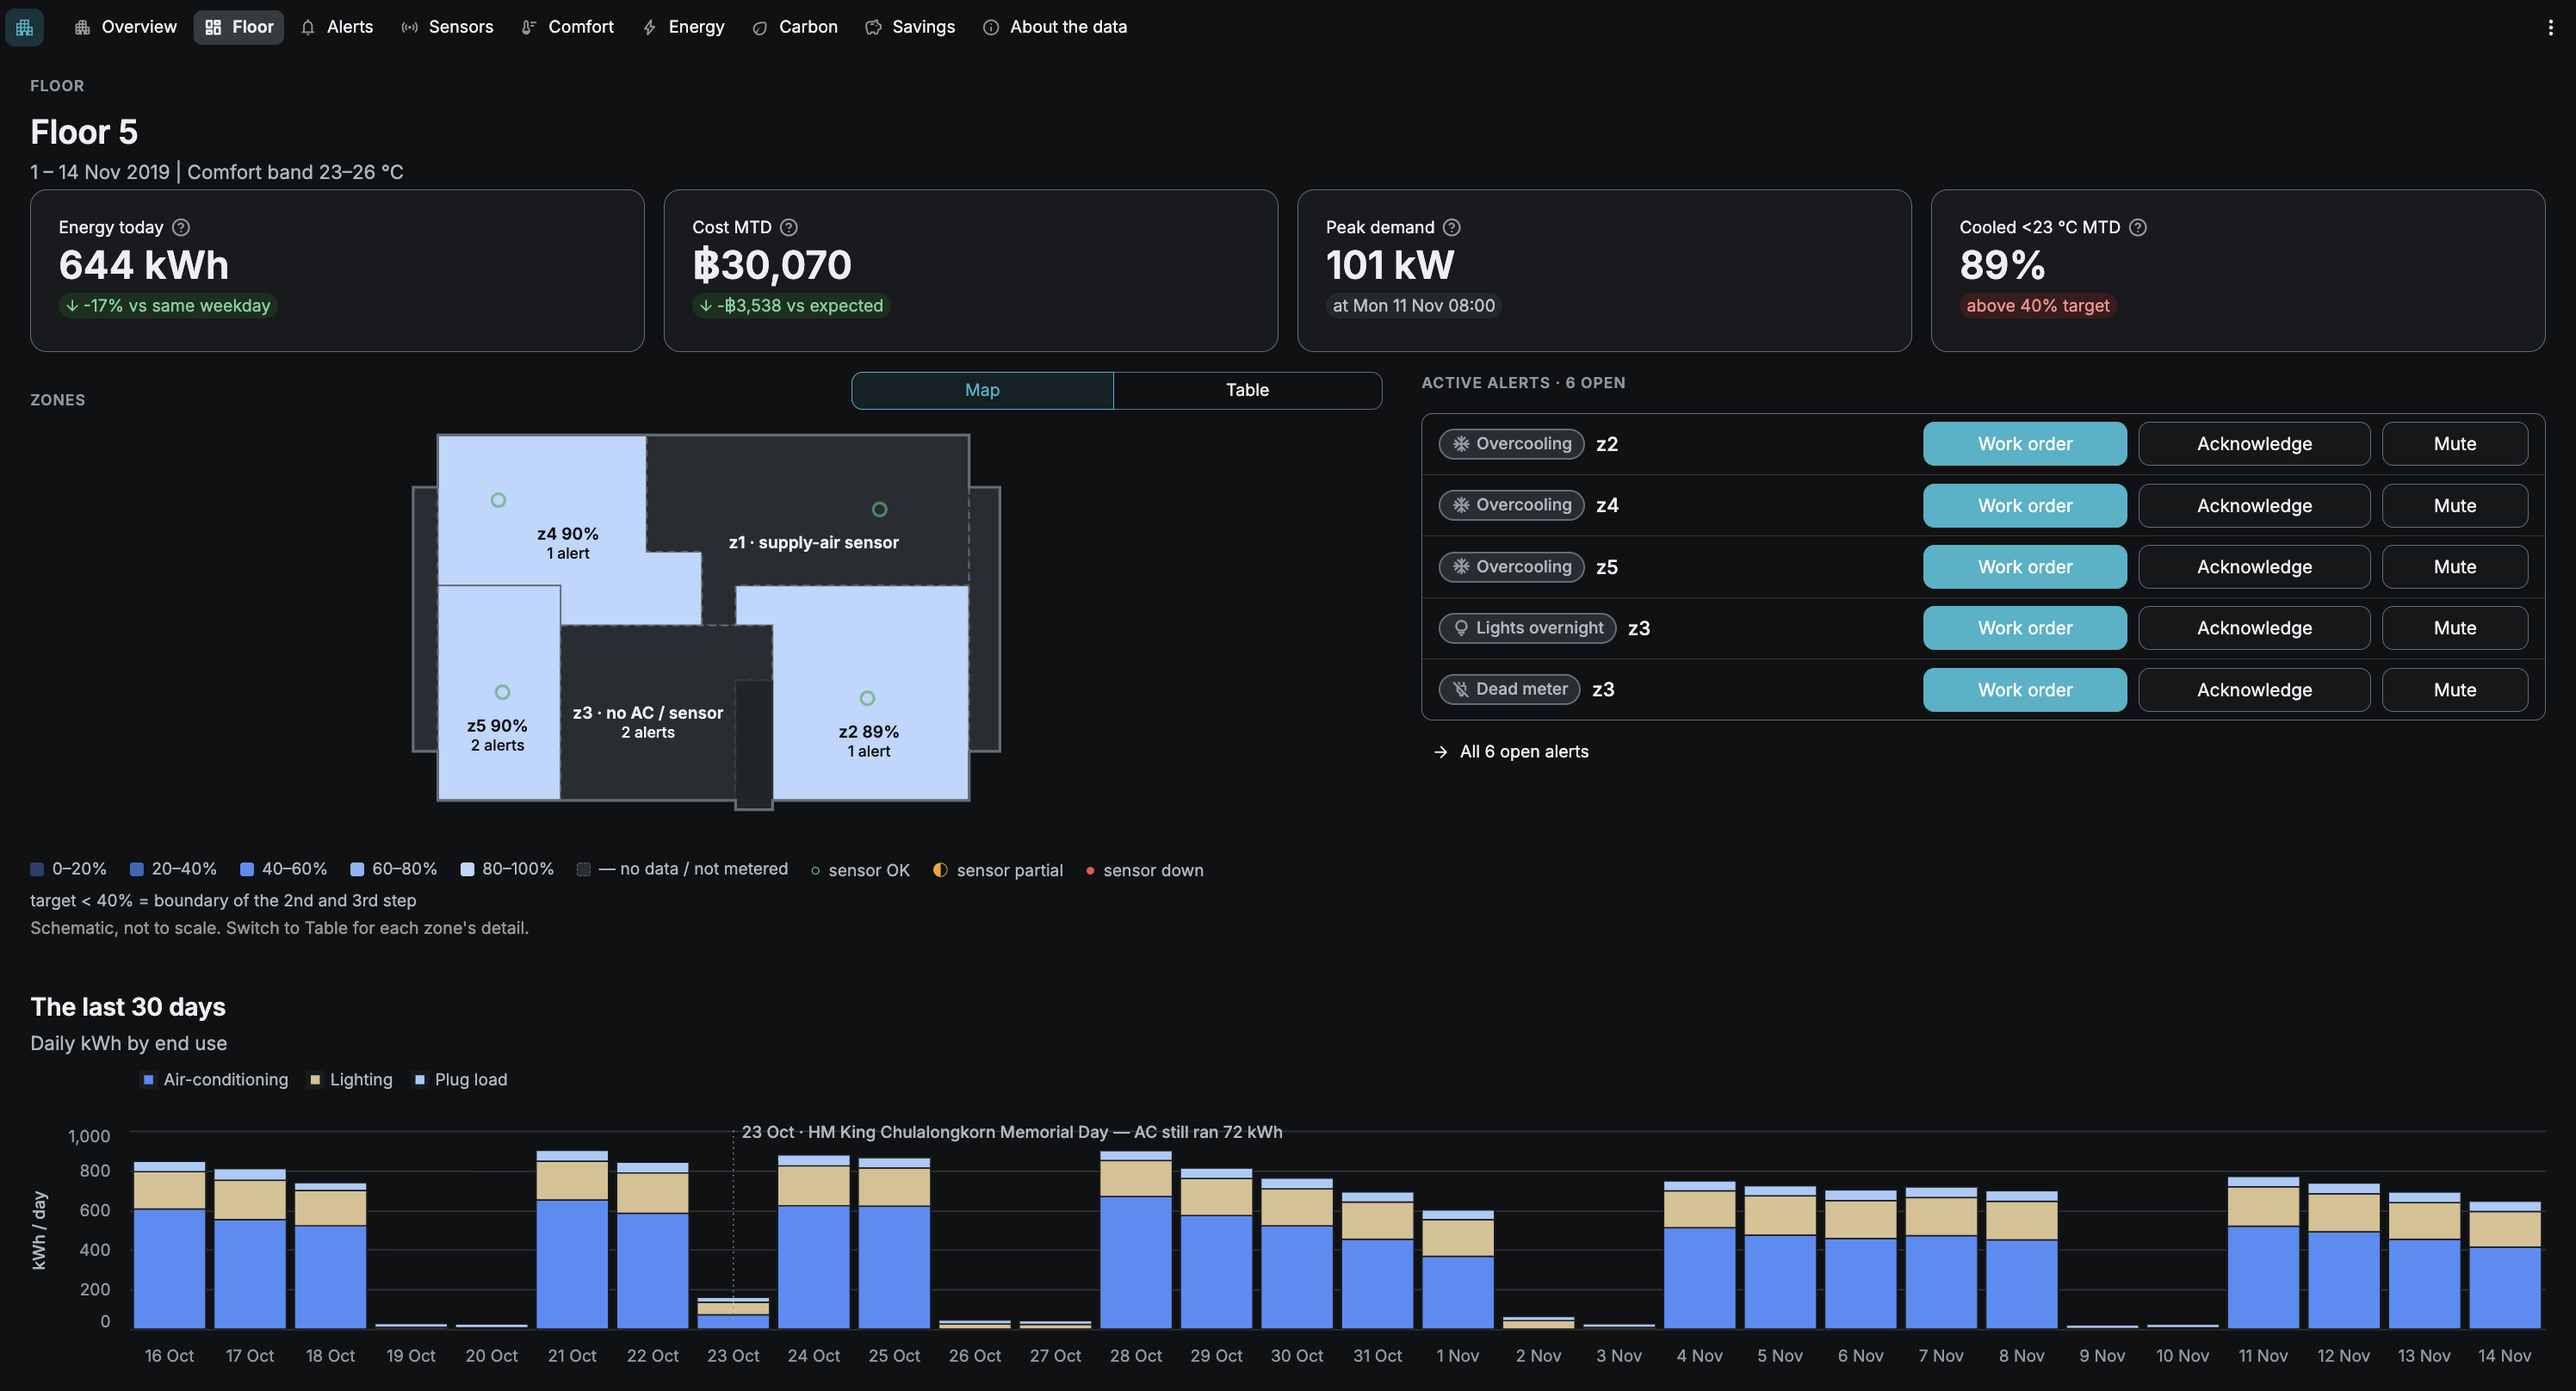 Overview Floor Alerts Sensors Comfort Energy Carbon Savings About the data
FLOOR
Floor 5
1 – 14 Nov 2019 | Comfort band 23–26 °C
Energy today
644 kWh
↓ -17% vs same weekday
Cost MTD
฿30,070
↓ -฿3,538 vs expected
Peak demand
101 kW
at Mon 11 Nov 08:00
Cooled <23 °C MTD
89%
above 40% target
ZONES
Map Table
z4 90%
1 alert
z1 · supply-air sensor
z5 90%
2 alerts
z3 · no AC / sensor
2 alerts
z2 89%
1 alert
0–20% 20–40% 40–60% 60–80% 80–100% — no data / not metered sensor OK sensor partial sensor down
target < 40% = boundary of the 2nd and 3rd step
Schematic, not to scale. Switch to Table for each zone's detail.
ACTIVE ALERTS · 6 OPEN
Overcooling z2 Work order Acknowledge Mute
Overcooling z4 Work order Acknowledge Mute
Overcooling z5 Work order Acknowledge Mute
Lights overnight z3 Work order Acknowledge Mute
Dead meter z3 Work order Acknowledge Mute
→ All 6 open alerts
The last 30 days
Daily kWh by end use
Air-conditioning Lighting Plug load
23 Oct · HM King Chulalongkorn Memorial Day — AC still ran 72 kWh
kWh / day
1,000
800
600
400
200
0
16 Oct 17 Oct 18 Oct 19 Oct 20 Oct 21 Oct 22 Oct 23 Oct 24 Oct 25 Oct 26 Oct 27 Oct 28 Oct 29 Oct 30 Oct 31 Oct 1 Nov 2 Nov 3 Nov 4 Nov 5 Nov 6 Nov 7 Nov 8 Nov 9 Nov 10 Nov 11 Nov 12 Nov 13 Nov 14 Nov